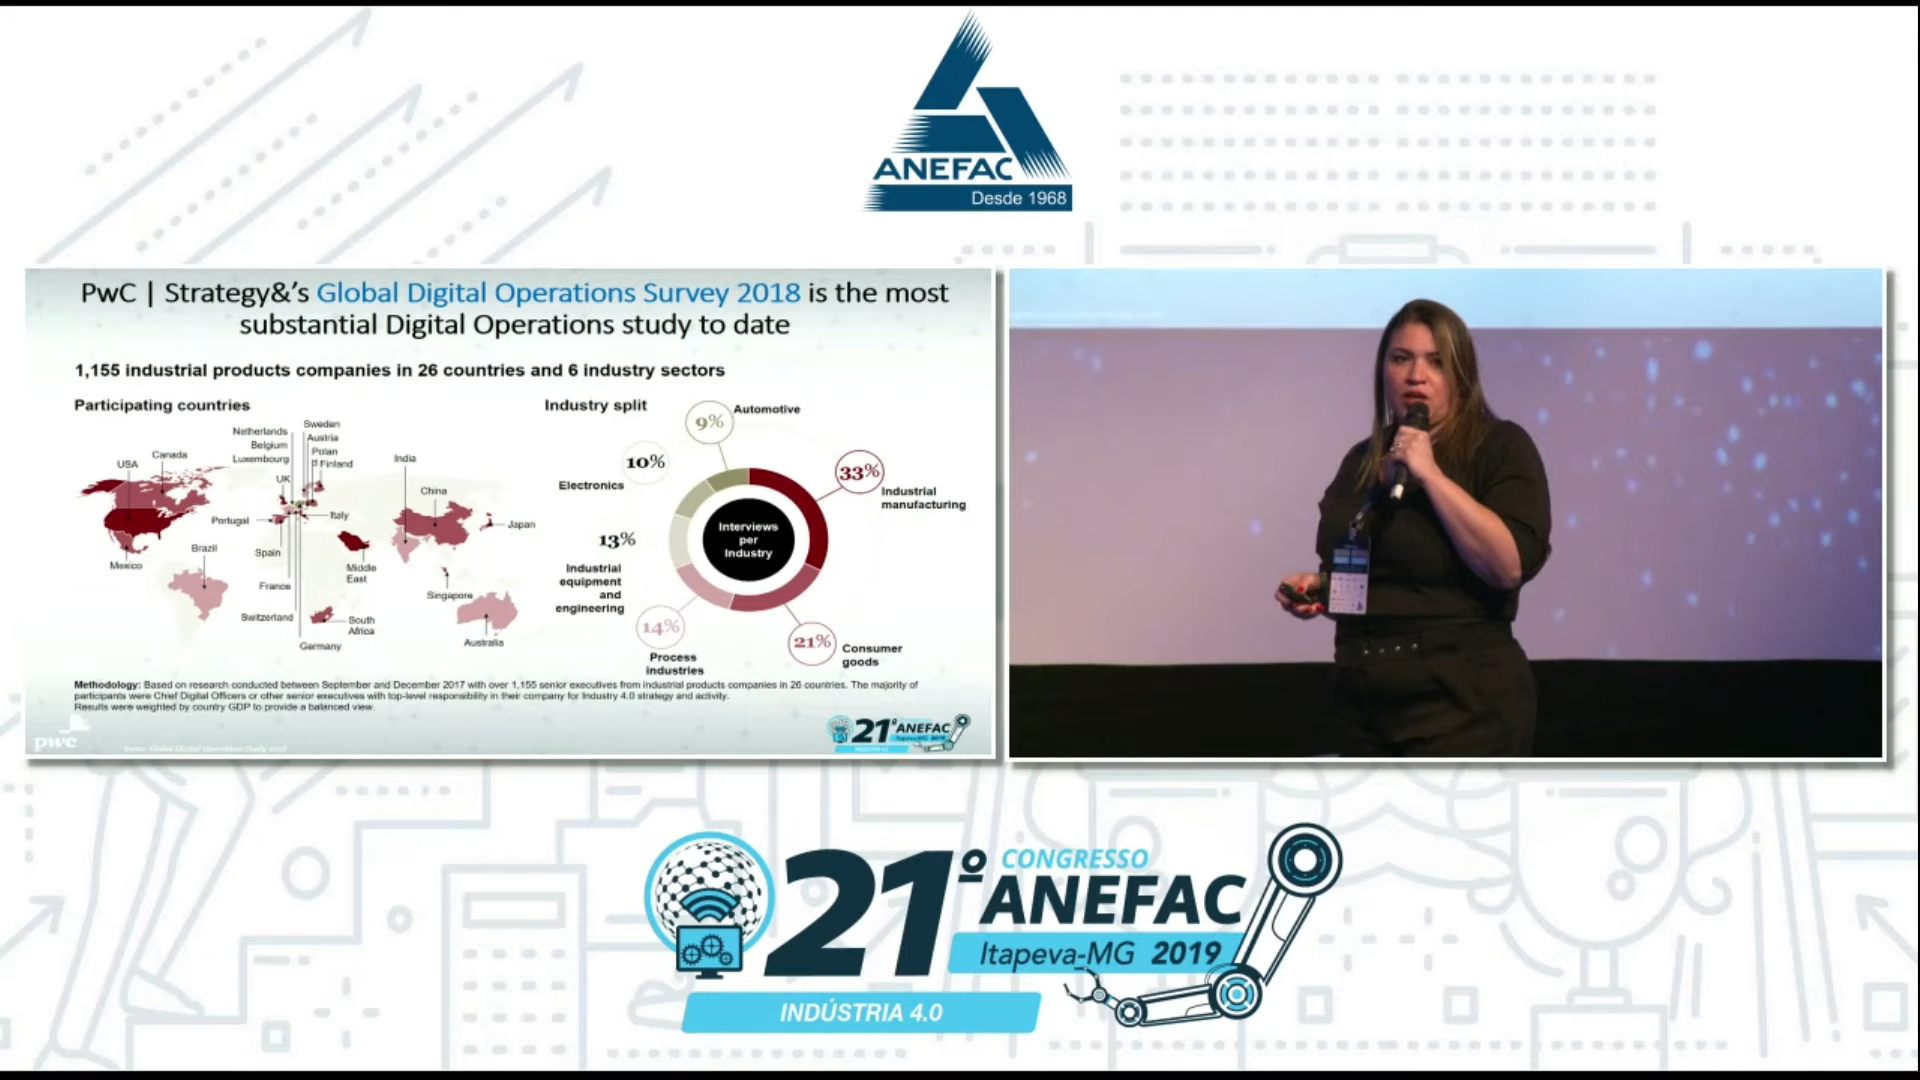 ANEFAC
Desde 1968
PwC | Strategy&'s Global Digital Operations Survey 2018 is the most
substantial Digital Operations study to date
1,155 industrial products companies in 26 countries and 6 industry sectors
Participating countries
Netherlands
Belgium
Luxembourg
Sweden
Austria
Polan
d
Finland
USA
Canada
UK
India
China
Portugal
Italy
Japan
Brazil
Spain
Mexico
Middle
East
France
Singapore
Switzerland
South
Africa
Germany
Australia
Industry split
9%
Automotive
10%
Electronics
33%
Industrial
manufacturing
Interviews
per
Industry
13%
Industrial
equipment
and
engineering
14%
Process
industries
21%
Consumer
goods
Methodology: Based on research conducted between September and December 2017 with over 1,155 senior executives from industrial products companies in 26 countries. The majority of
participants were Chief Digital Officers or other senior executives with top-level responsibility in their company for Industry 4.0 strategy and activity.
Results were weighted by country GDP to provide a balanced view.
pwc
21º ANEFAC
21º CONGRESSO
ANEFAC
Itapeva-MG 2019
INDÚSTRIA 4.0